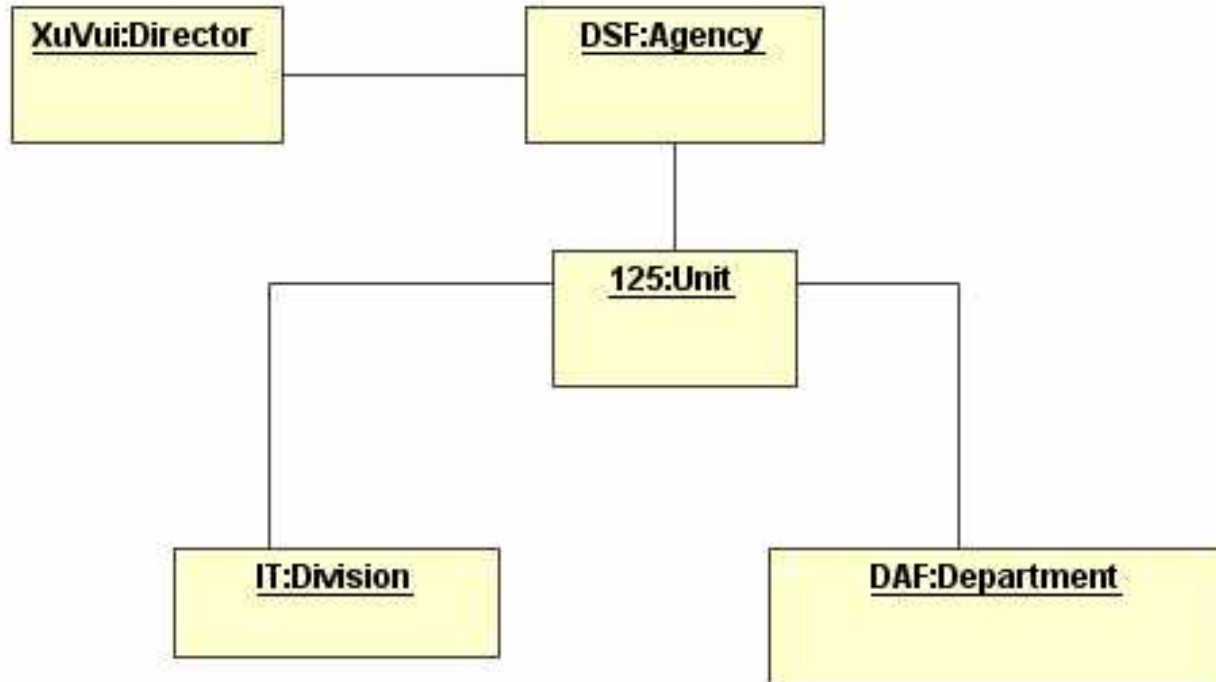 XuVui:Director
DSF:Agency
125:Unit
IT:Division
DAF:Department